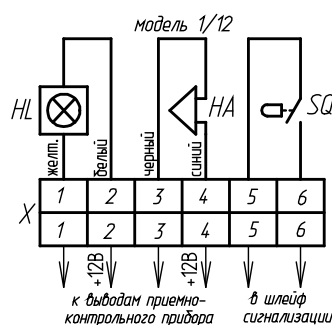 модель 1/12
HL
HA
SQ
желт.
белый
черный
синий
X
1 2 3 4 5 6
1 2 3 4 5 6
+12В
+12В
к выводам приемно-
контрольного прибора
в шлейф
сигнализации